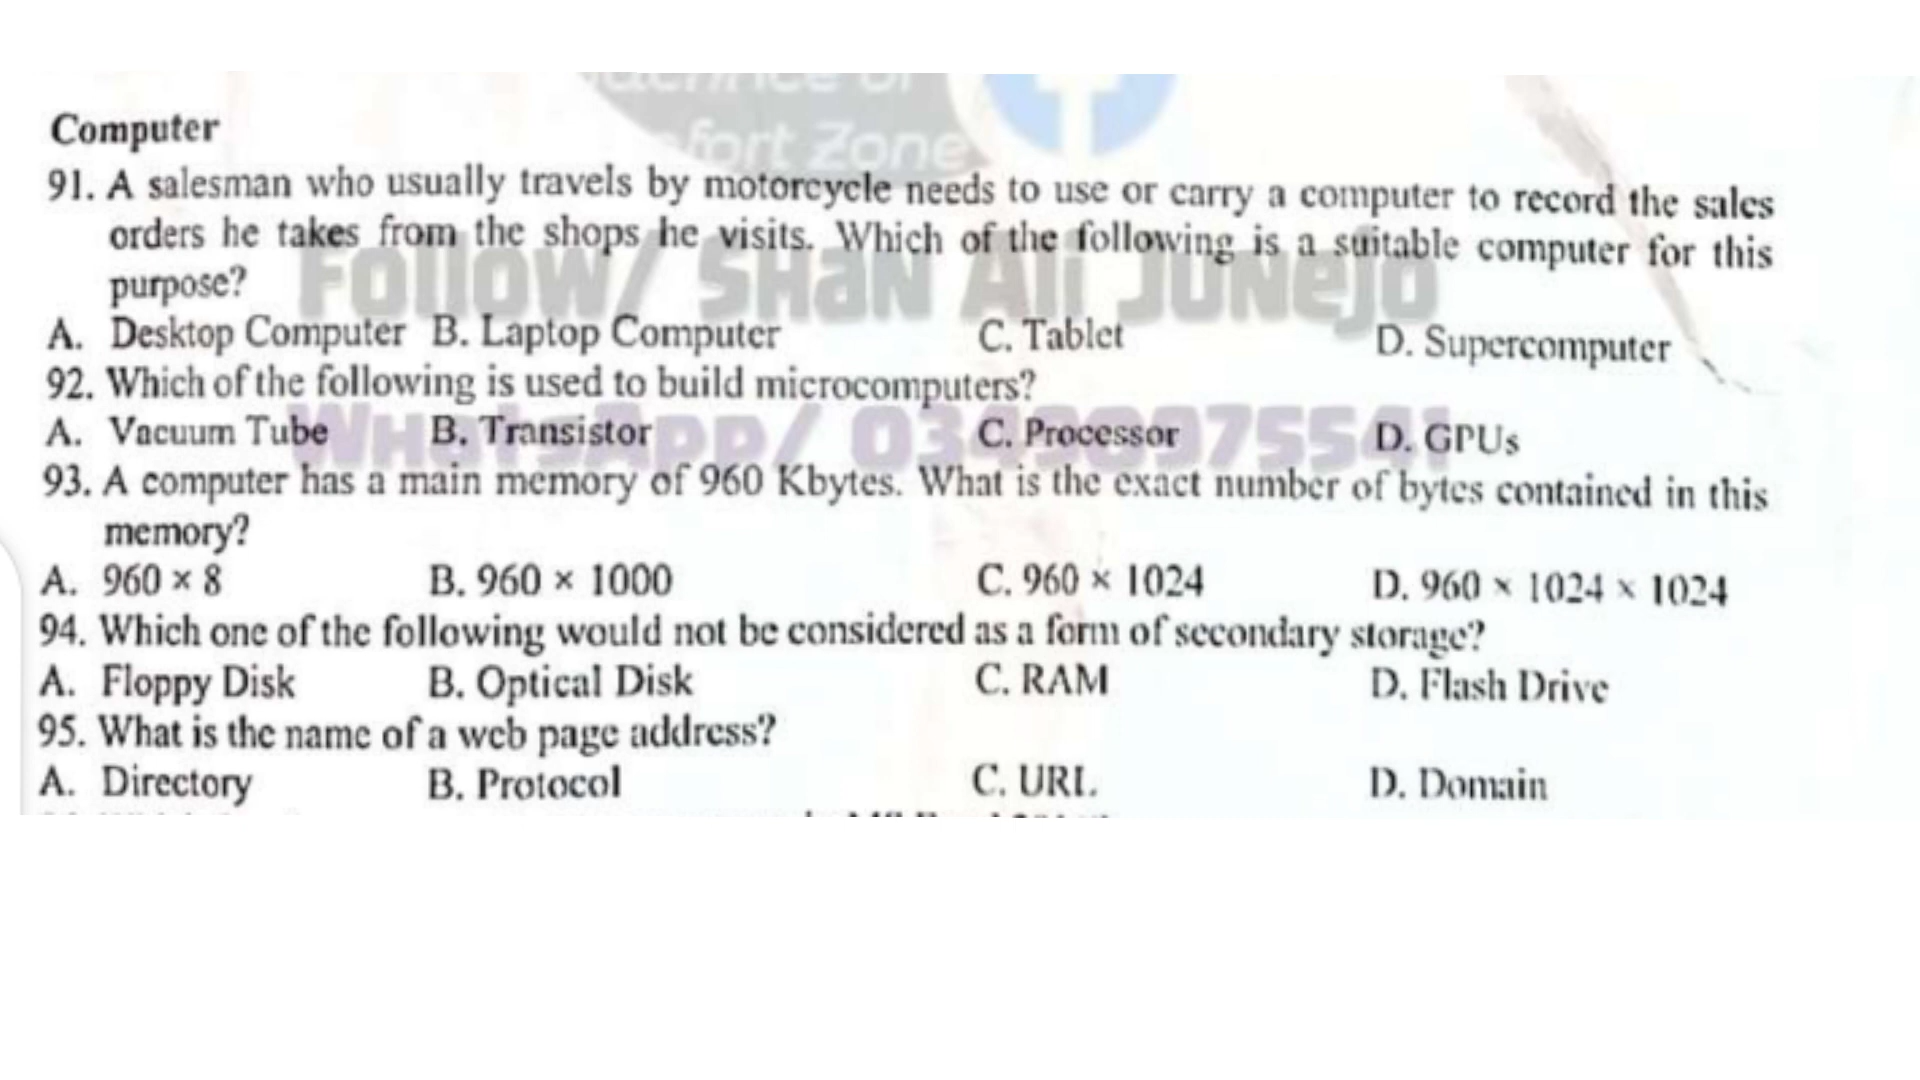 fort Zone
Computer
91. A salesman who usually travels by motorcycle needs to use or carry a computer to record the sales
orders he takes from the shops he visits. Which of the following is a suitable computer for this
Follow/ SHaN Ali JUNejo
purpose?
A. Desktop Computer B. Laptop Computer C. Tablet D. Supercomputer
92. Which of the following is used to build microcomputers?
WHatsApp/
A. Vacuum Tube B. Transistor C. Processor D. GPUs
93. A computer has a main memory of 960 Kbytes. What is the exact number of bytes contained in this
memory?
A. 960 × 8 B. 960 × 1000 C. 960 × 1024 D. 960 × 1024 × 1024
94. Which one of the following would not be considered as a form of secondary storage?
A. Floppy Disk B. Optical Disk C. RAM D. Flash Drive
95. What is the name of a web page address?
A. Directory B. Protocol C. URL. D. Domain